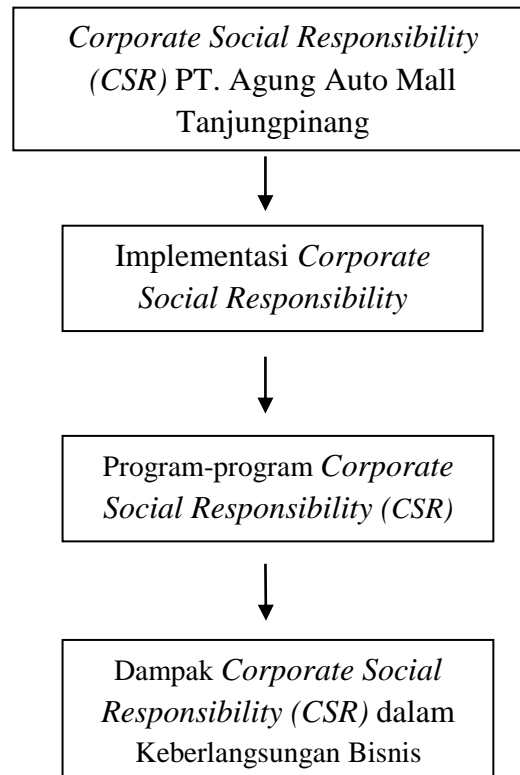 Corporate Social Responsibility
(CSR) PT. Agung Auto Mall
Tanjungpinang
Implementasi Corporate
Social Responsibility
Program-program Corporate
Social Responsibility (CSR)
Dampak Corporate Social
Responsibility (CSR) dalam
Keberlangsungan Bisnis